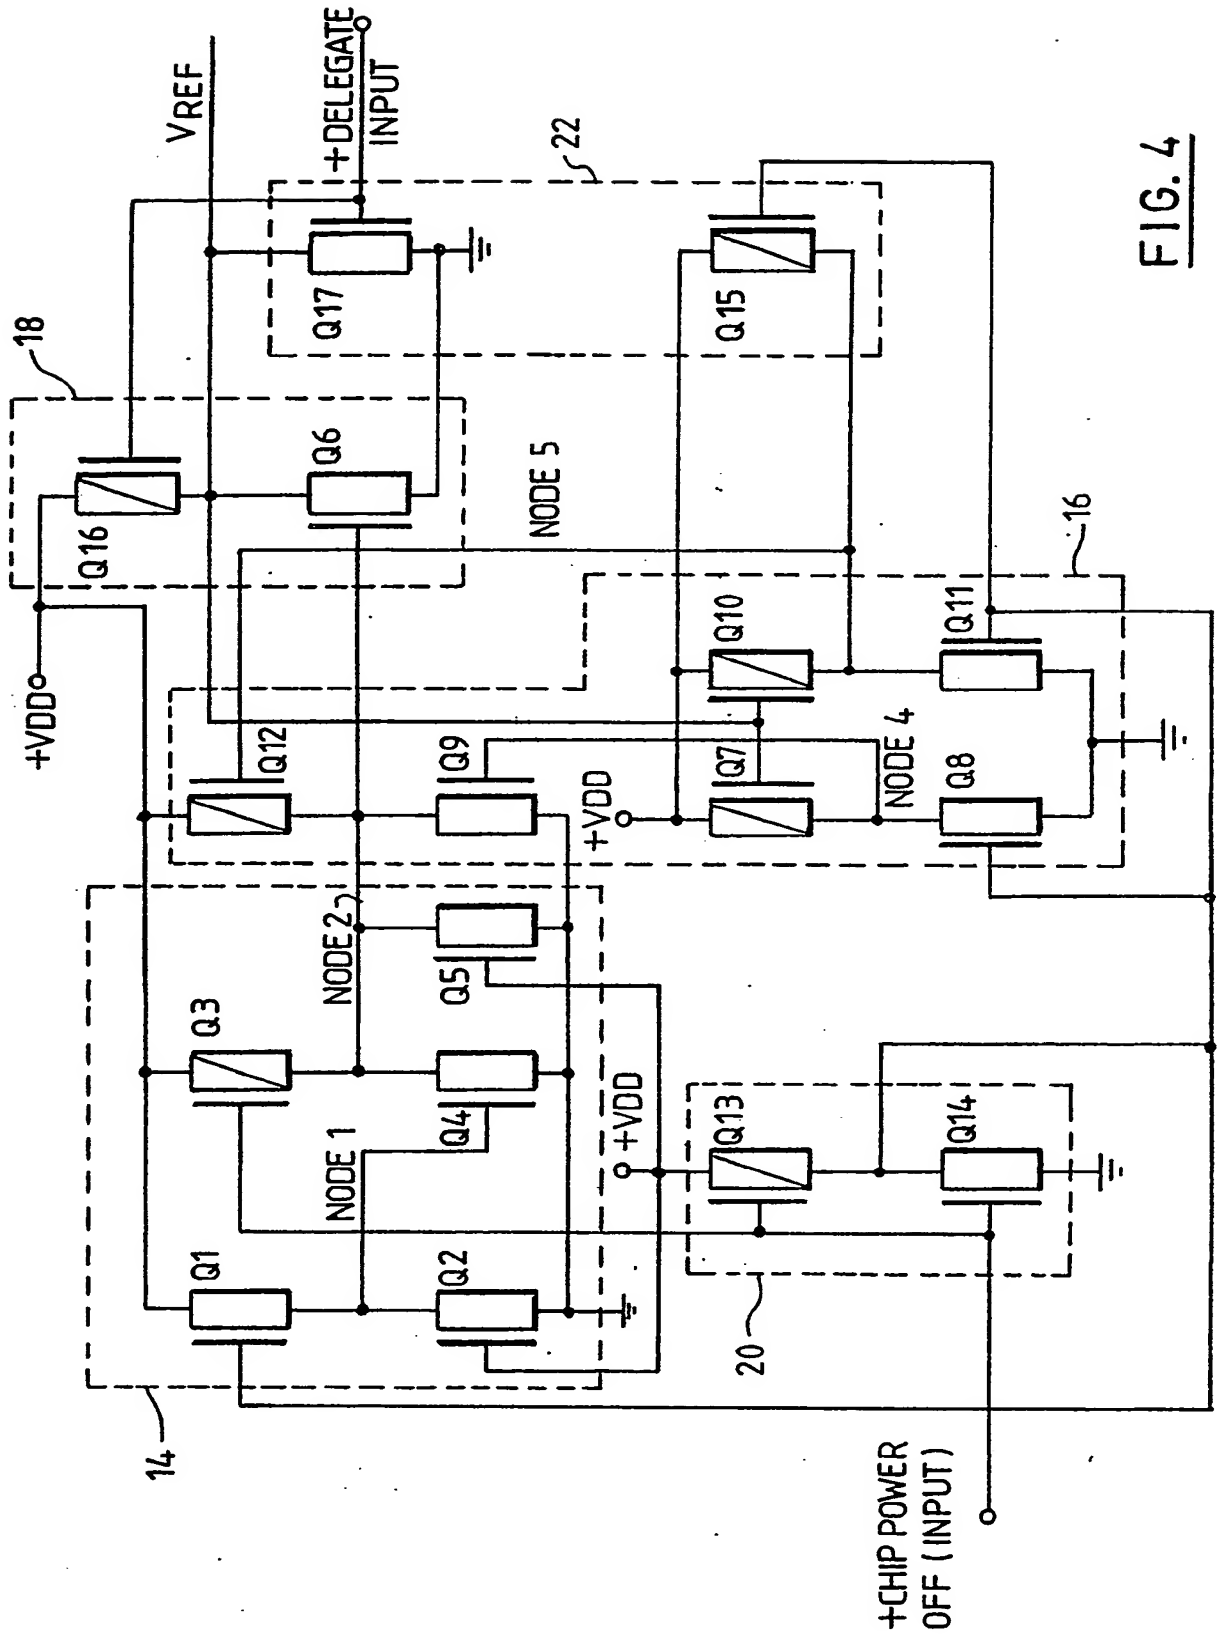 +VDD
18
VREF
+DELEGATE
INPUT
Q16
Q6
Q17
22
Q12
Q9
NODE 5
Q1
Q3
NODE 1
NODE 2
Q2
Q4
Q5
14
+VDD
+VDD
Q7
Q10
Q15
NODE 4
Q8
Q11
16
Q13
Q14
20
+CHIP POWER
OFF (INPUT)
FIG. 4